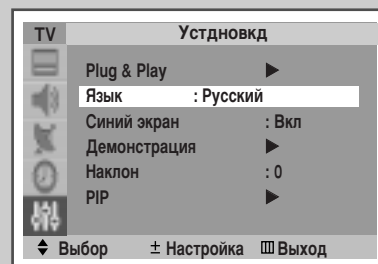 TV Устдновкд
Plug & Play ▶
Язык : Русский
Синий экран : Вкл
Демонстрация ▶
Наклон : 0
PIP ▶
Выбор ± Настройка Выход